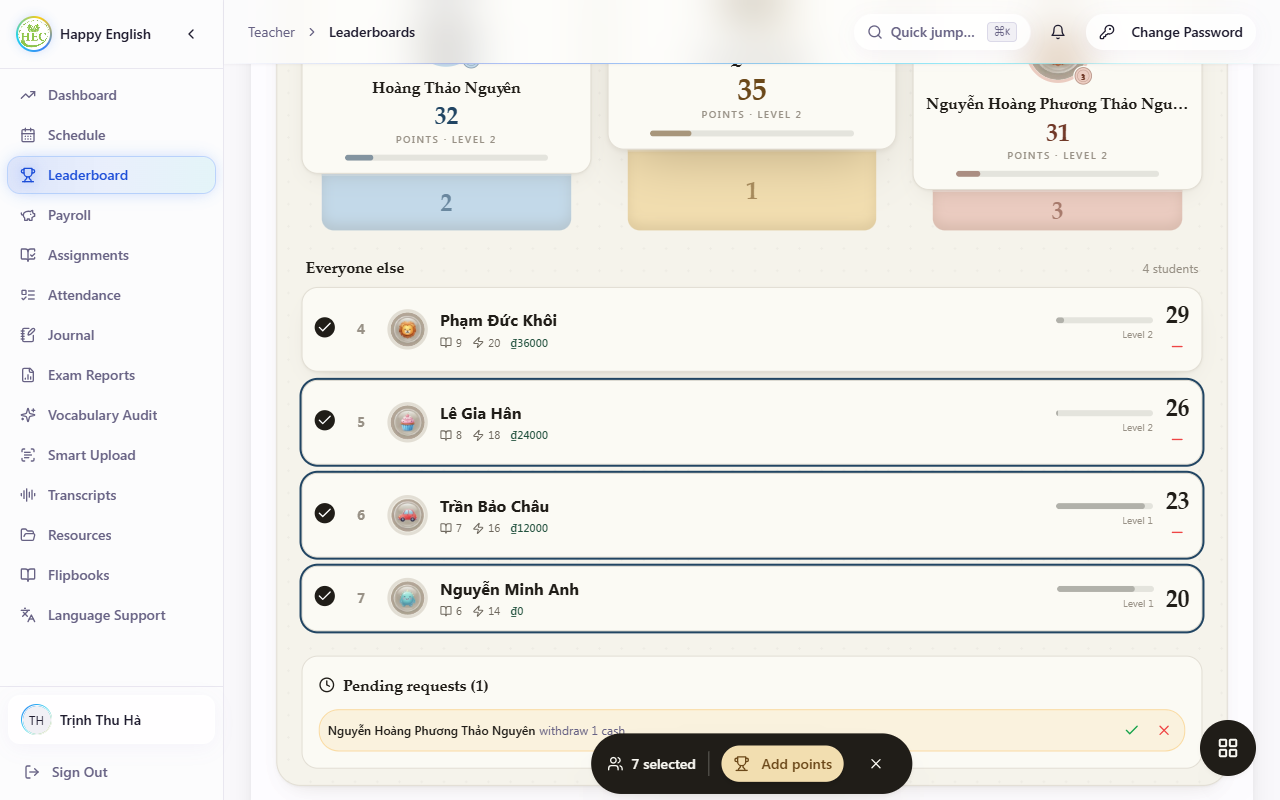 HEC
Happy English
Teacher
Leaderboards
Quick jump...
⌘K
Change Password
Dashboard
Schedule
Leaderboard
Payroll
Assignments
Attendance
Journal
Exam Reports
Vocabulary Audit
Smart Upload
Transcripts
Resources
Flipbooks
Language Support
TH
Trịnh Thu Hà
Sign Out
Hoàng Thảo Nguyên
32
POINTS · LEVEL 2
2
35
POINTS · LEVEL 2
1
3
Nguyễn Hoàng Phương Thảo Ngu...
31
POINTS · LEVEL 2
3
Everyone else
4 students
4
Phạm Đức Khôi
9 20 ₫36000
Level 2
29
5
Lê Gia Hân
8 18 ₫24000
Level 2
26
6
Trần Bảo Châu
7 16 ₫12000
Level 1
23
7
Nguyễn Minh Anh
6 14 ₫0
Level 1
20
Pending requests (1)
Nguyễn Hoàng Phương Thảo Nguyên withdraw 1 cash
7 selected
Add points